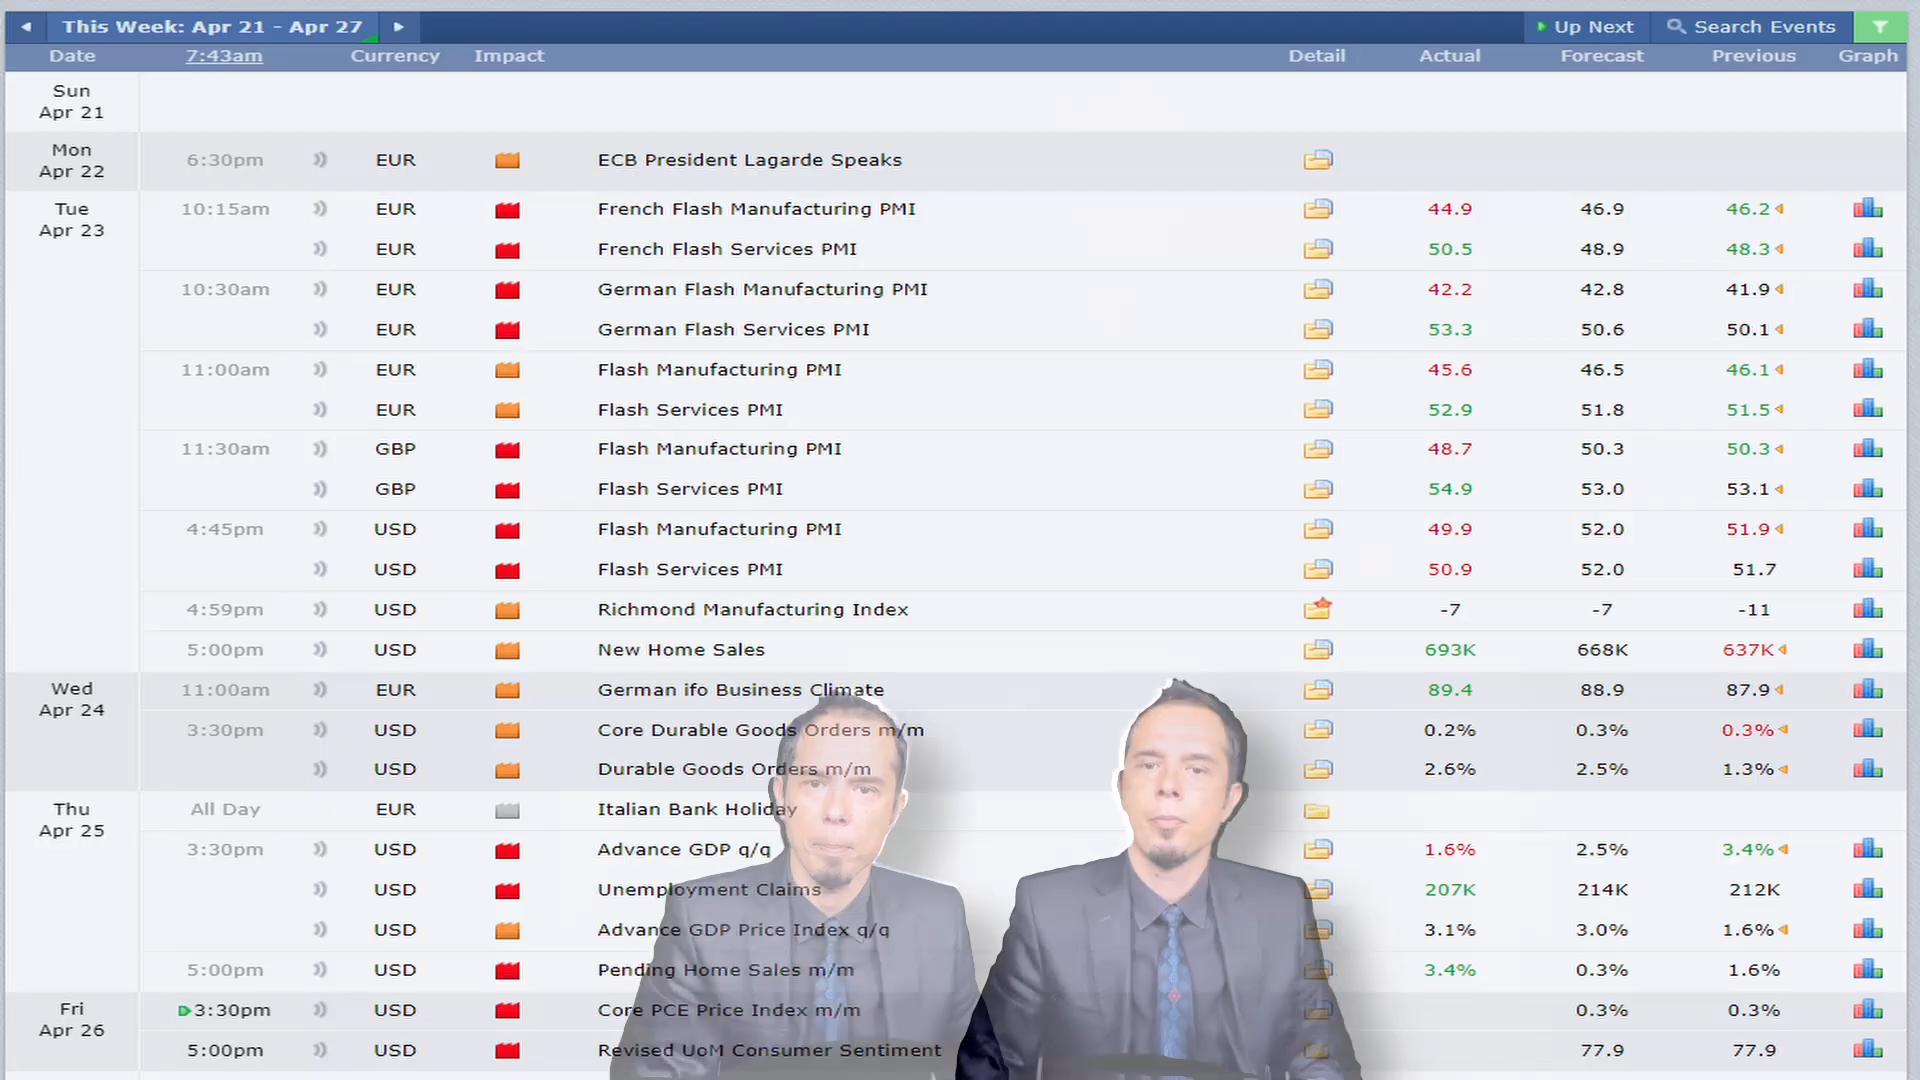 This Week: Apr 21 - Apr 27 Up Next Search Events
Date 7:43am Currency Impact Detail Actual Forecast Previous Graph
Sun
Apr 21
Mon
Apr 22
6:30pm EUR ECB President Lagarde Speaks
Tue
Apr 23
10:15am EUR French Flash Manufacturing PMI 44.9 46.9 46.2
EUR French Flash Services PMI 50.5 48.9 48.3
10:30am EUR German Flash Manufacturing PMI 42.2 42.8 41.9
EUR German Flash Services PMI 53.3 50.6 50.1
11:00am EUR Flash Manufacturing PMI 45.6 46.5 46.1
EUR Flash Services PMI 52.9 51.8 51.5
11:30am GBP Flash Manufacturing PMI 48.7 50.3 50.3
GBP Flash Services PMI 54.9 53.0 53.1
4:45pm USD Flash Manufacturing PMI 49.9 52.0 51.9
USD Flash Services PMI 50.9 52.0 51.7
4:59pm USD Richmond Manufacturing Index -7 -7 -11
5:00pm USD New Home Sales 693K 668K 637K
Wed
Apr 24
11:00am EUR German ifo Business Climate 89.4 88.9 87.9
3:30pm USD Core Durable Goods Orders m/m 0.2% 0.3% 0.3%
USD Durable Goods Orders m/m 2.6% 2.5% 1.3%
Thu
Apr 25
All Day EUR Italian Bank Holiday
3:30pm USD Advance GDP q/q 1.6% 2.5% 3.4%
USD Unemployment Claims 207K 214K 212K
USD Advance GDP Price Index q/q 3.1% 3.0% 1.6%
5:00pm USD Pending Home Sales m/m 3.4% 0.3% 1.6%
Fri
Apr 26
3:30pm USD Core PCE Price Index m/m 0.3% 0.3%
5:00pm USD Revised UoM Consumer Sentiment 77.9 77.9